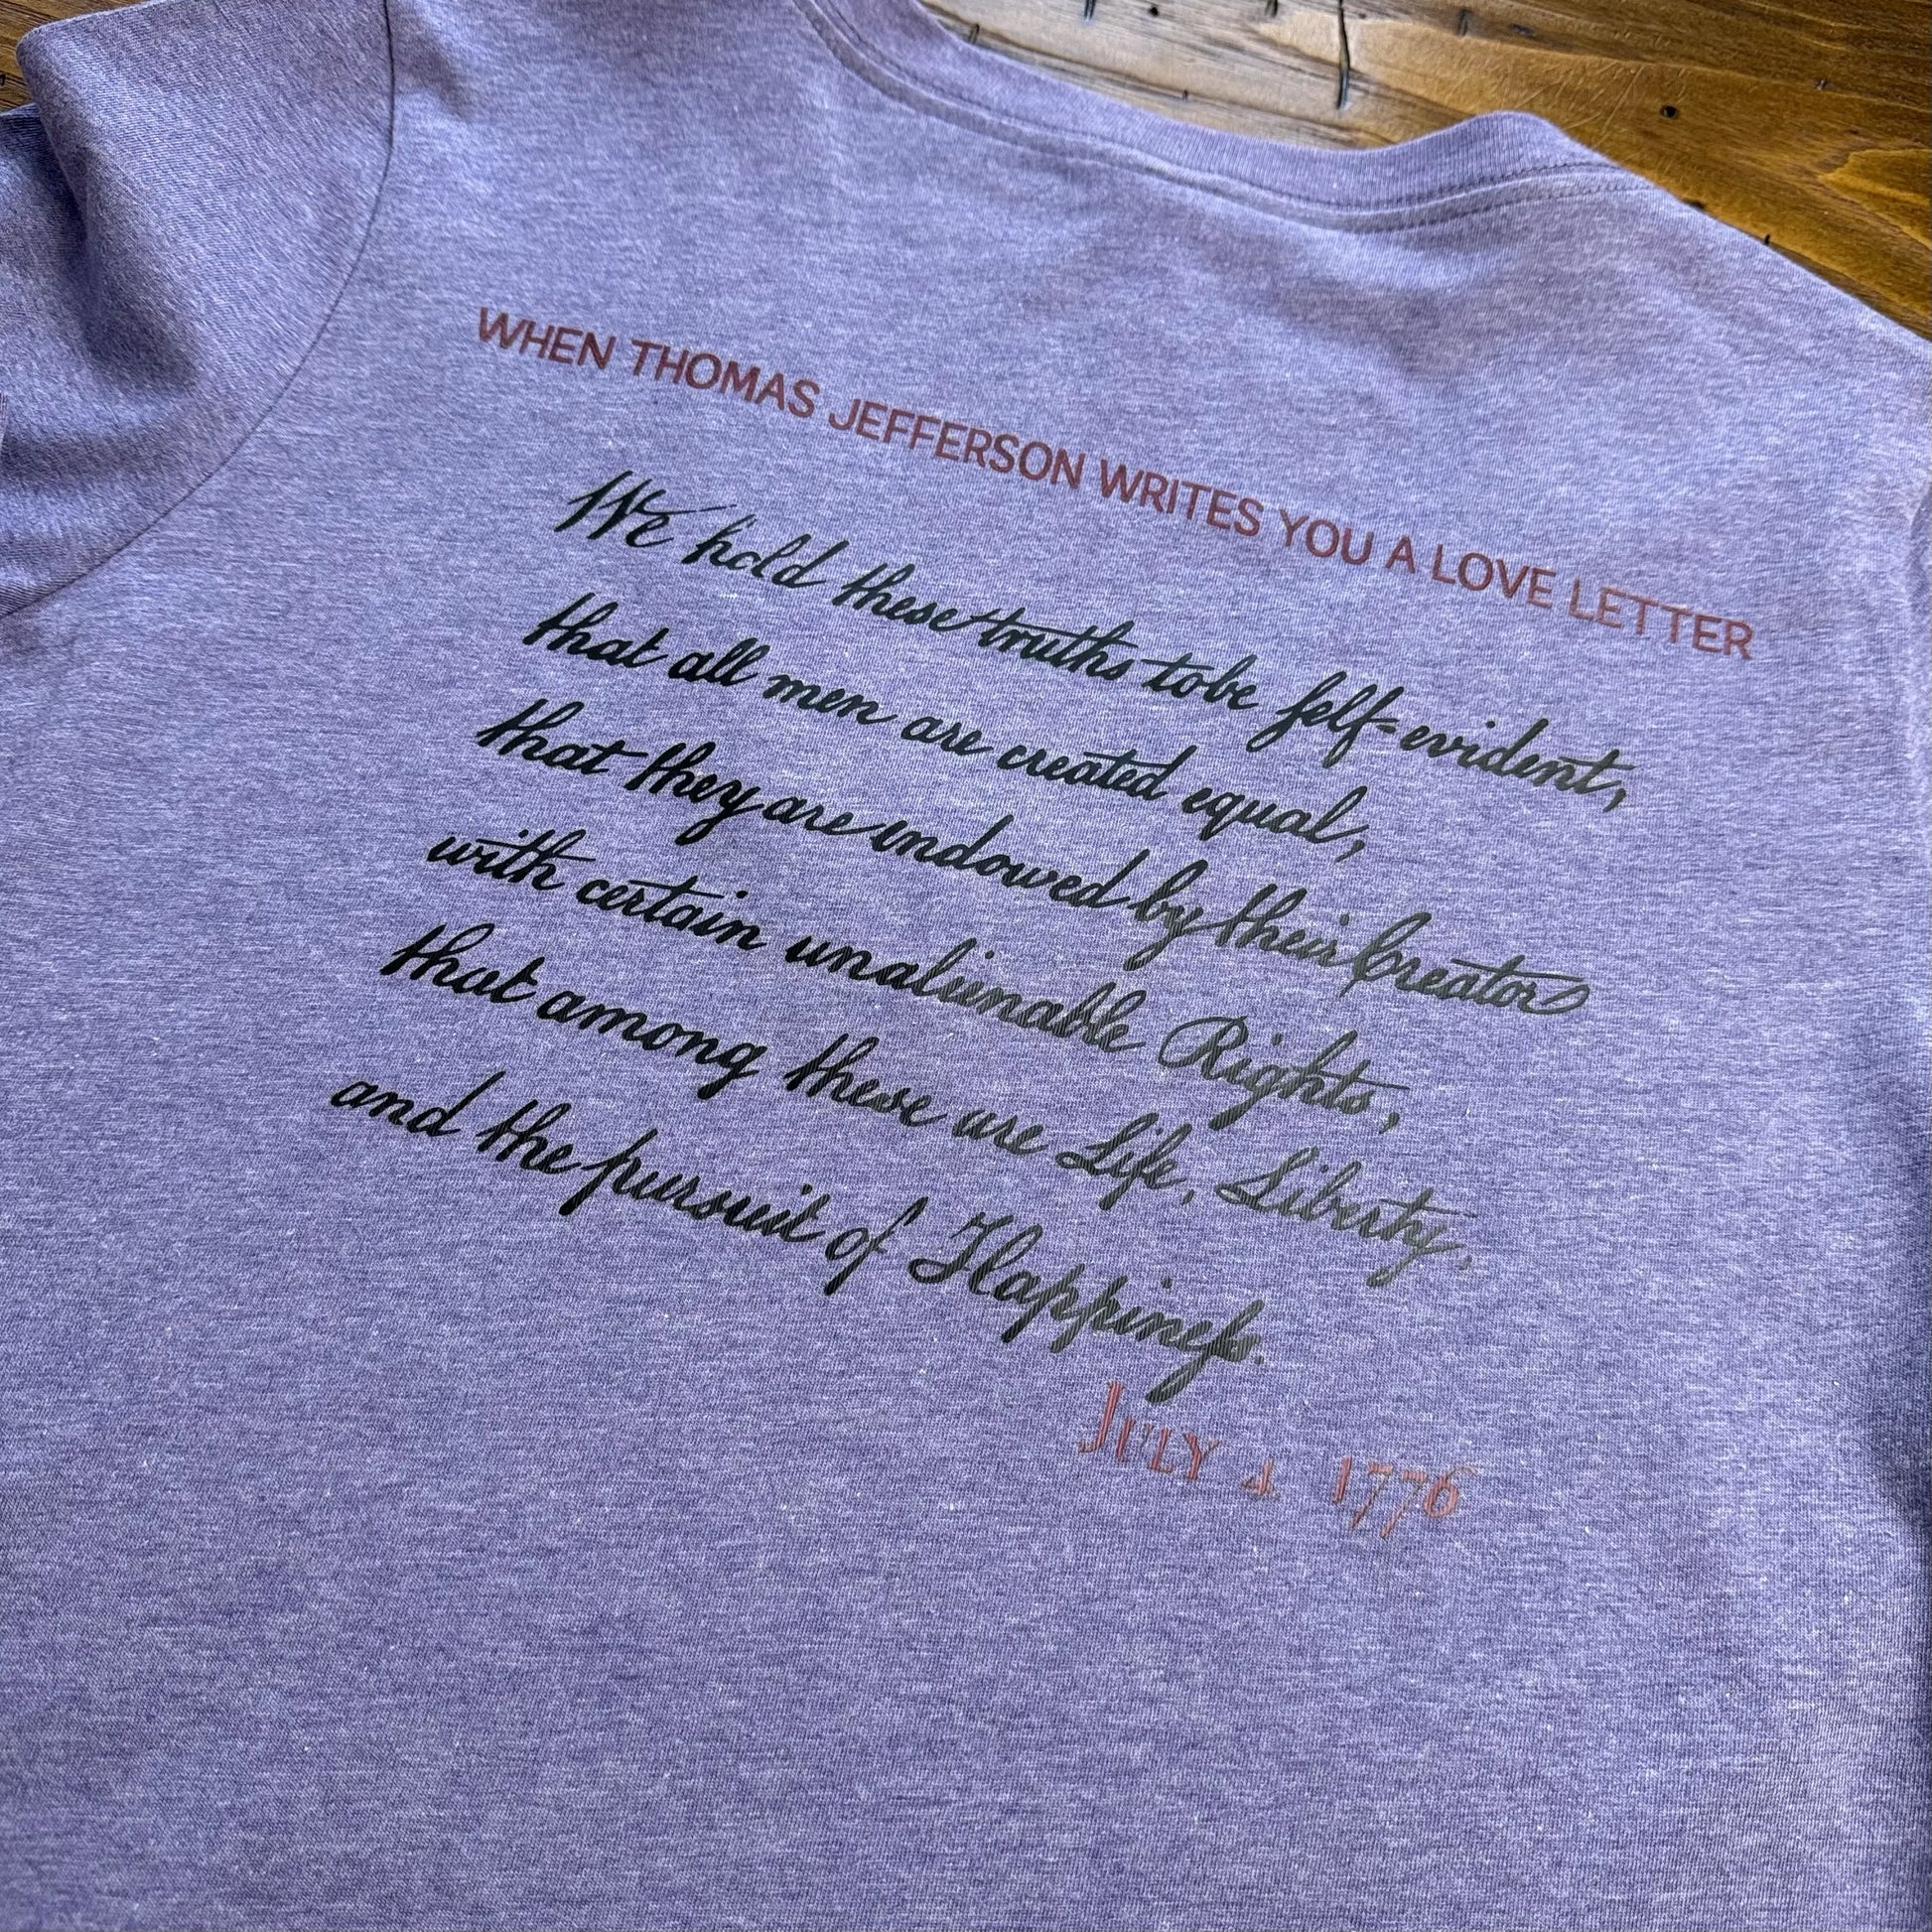 WHEN THOMAS JEFFERSON WRITES YOU A LOVE LETTER
We hold these truths to be ſelf-evident,
that all men are created equal,
that they are endowed by their Creator
with certain unalienable Rights,
that among these are Life, Liberty,
and the pursuit of Happineſs.
JULY 4 1776